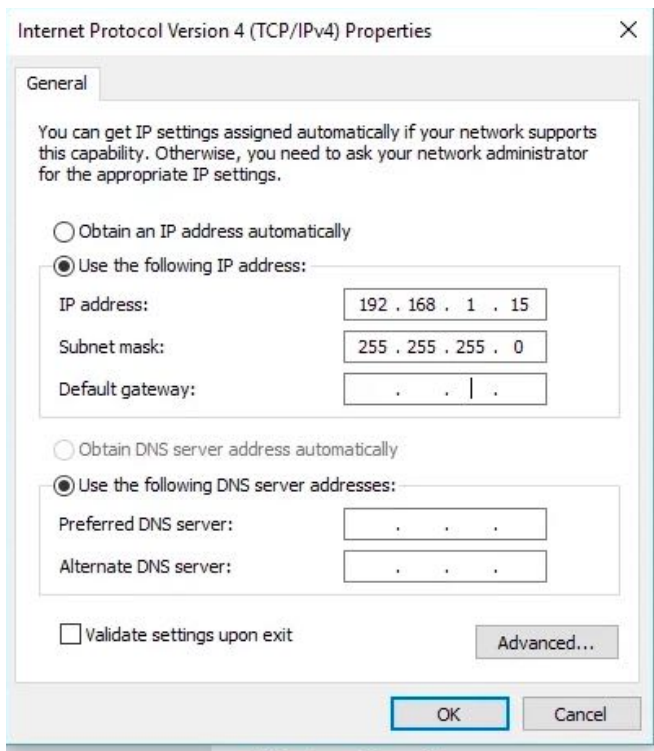 Internet Protocol Version 4 (TCP/IPv4) Properties
General
You can get IP settings assigned automatically if your network supports
this capability. Otherwise, you need to ask your network administrator
for the appropriate IP settings.
Obtain an IP address automatically
Use the following IP address:
IP address: 192 . 168 . 1 . 15
Subnet mask: 255 . 255 . 255 . 0
Default gateway: . . .
Obtain DNS server address automatically
Use the following DNS server addresses:
Preferred DNS server: . . .
Alternate DNS server: . . .
Validate settings upon exit
Advanced...
OK Cancel